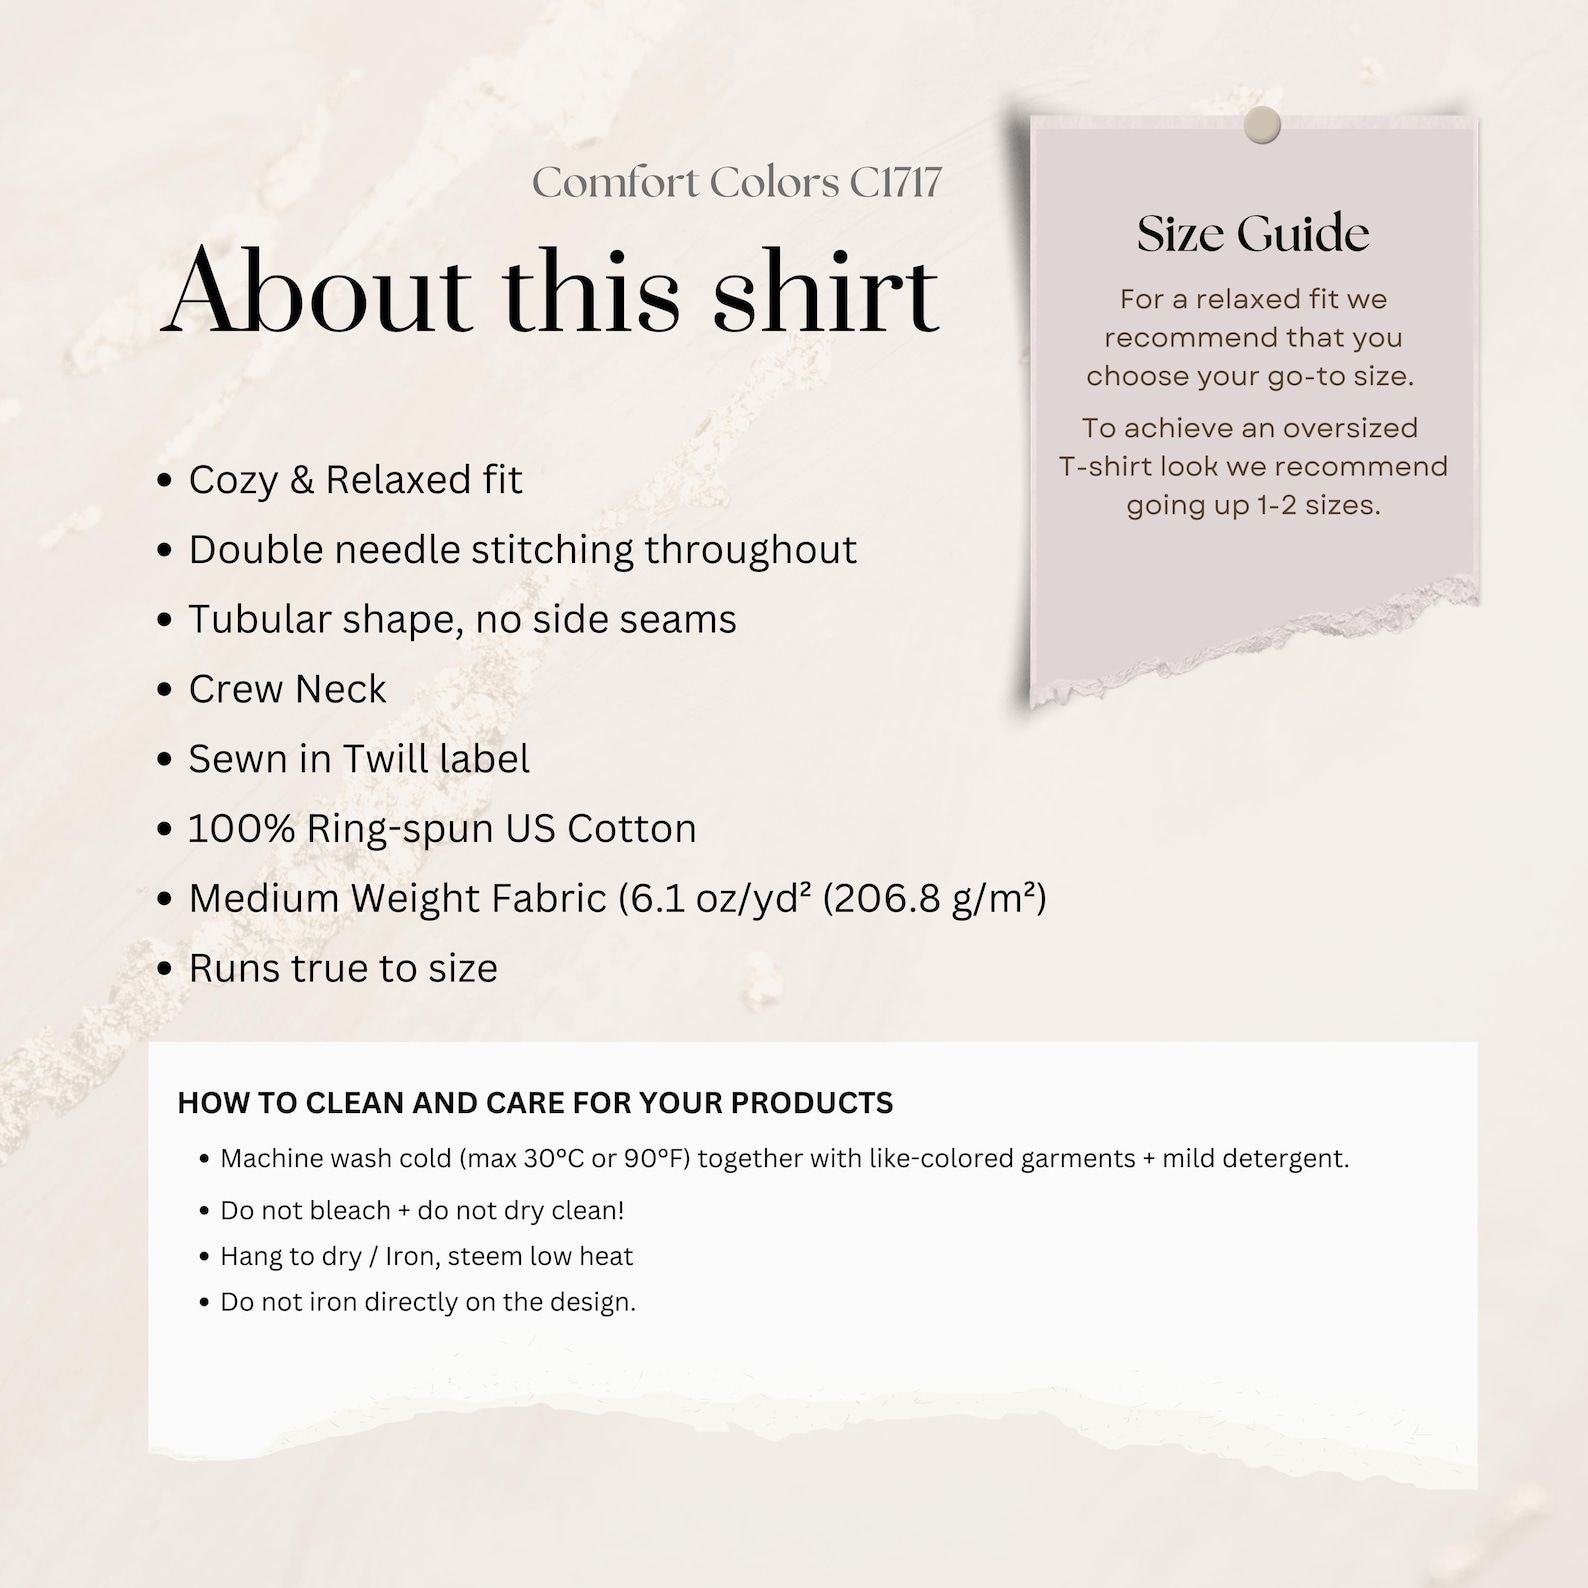 Comfort Colors C1717
About this shirt
• Cozy & Relaxed fit
• Double needle stitching throughout
• Tubular shape, no side seams
• Crew Neck
• Sewn in Twill label
• 100% Ring-spun US Cotton
• Medium Weight Fabric (6.1 oz/yd² (206.8 g/m²)
• Runs true to size
Size Guide
For a relaxed fit we
recommend that you
choose your go-to size.
To achieve an oversized
T-shirt look we recommend
going up 1-2 sizes.
HOW TO CLEAN AND CARE FOR YOUR PRODUCTS
• Machine wash cold (max 30°C or 90°F) together with like-colored garments + mild detergent.
• Do not bleach + do not dry clean!
• Hang to dry / Iron, steem low heat
• Do not iron directly on the design.